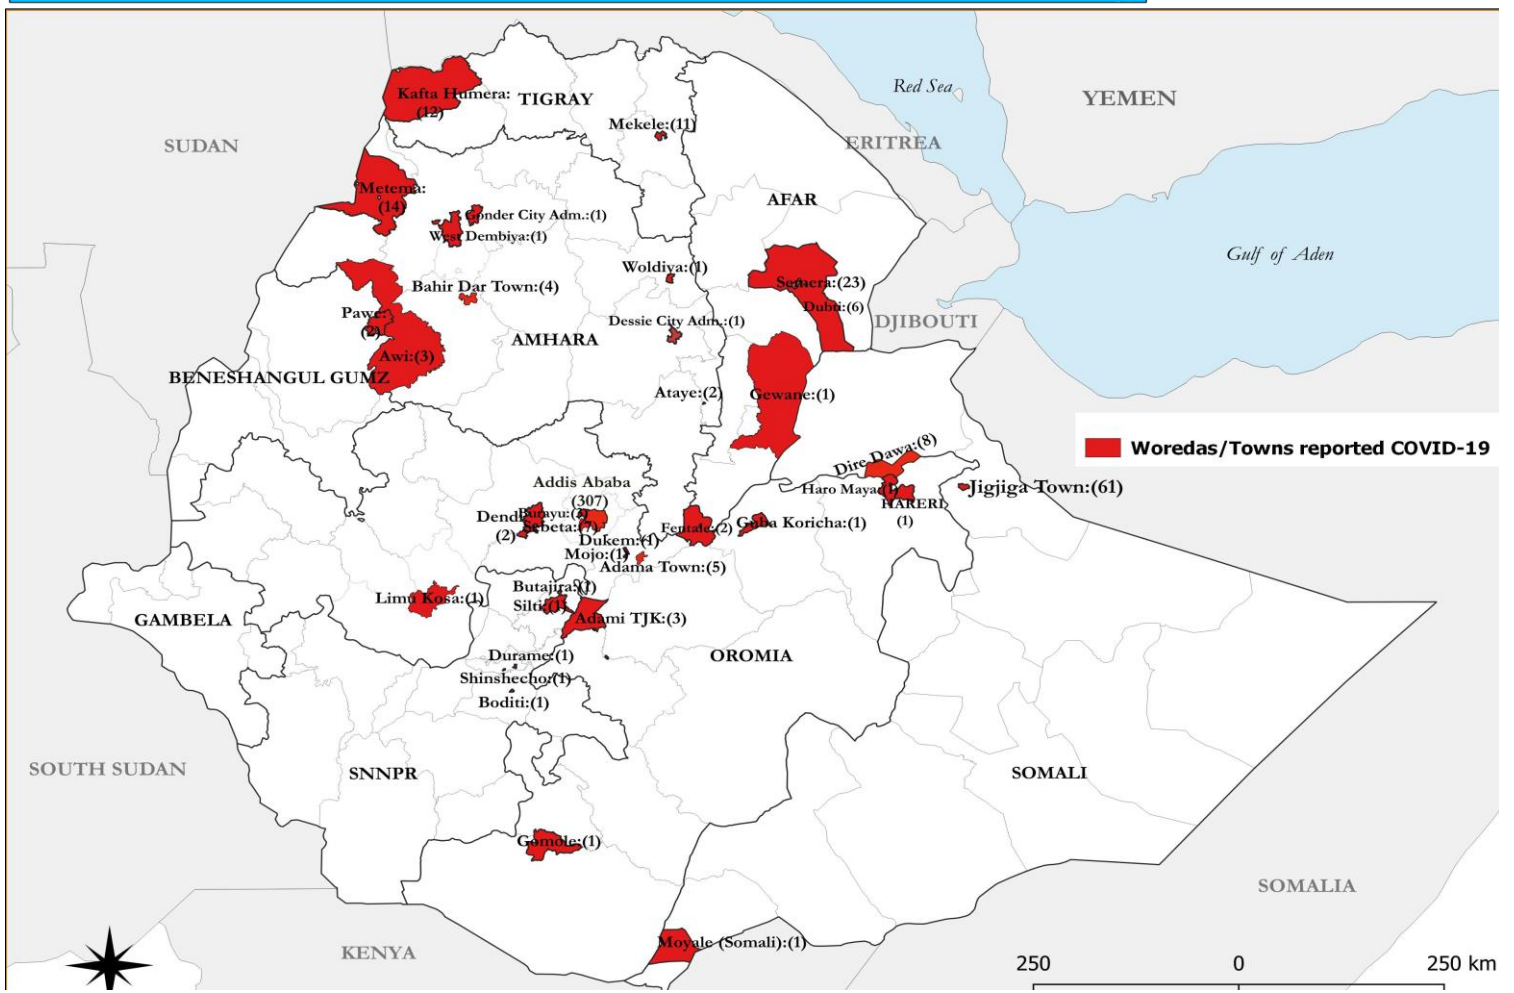 Red Sea
YEMEN
Kafta Humera:
(12)
TIGRAY
Mekele:(11)
SUDAN
ERITREA
Metema:
(14)
AFAR
Gonder City Adm.:(1)
West Dembiya:(1)
Gulf of Aden
Woldiya:(1)
Bahir Dar Town:(4)
Semera:(23)
Dubti:(6)
Pawe:
(2)
Dessie City Adm.:(1)
DJIBOUTI
AMHARA
Awi:(3)
BENESHANGUL GUMZ
Ataye:(2)
Gewane:(1)
Woredas/Towns reported COVID-19
Dire Dawa:(8)
Addis Ababa
(307)
Haro Maya:(1)
Jigjiga Town:(61)
HARERI
(1)
Dendi:
(2)
Burayu:(3)
Sebeta:(7)
Fentale:(2)
Guba Koricha:(1)
Dukem:(1)
Mojo:(1)
Adama Town:(5)
Butajira:(1)
Limu Kosa:(1)
Silti:(1)
Adami TJK:(3)
GAMBELA
Durame:(1)
OROMIA
Shinshecho:(1)
Boditi:(1)
SOUTH SUDAN
SNNPR
SOMALI
Gomole:(1)
SOMALIA
Moyale (Somali):(1)
KENYA
250 0 250 km